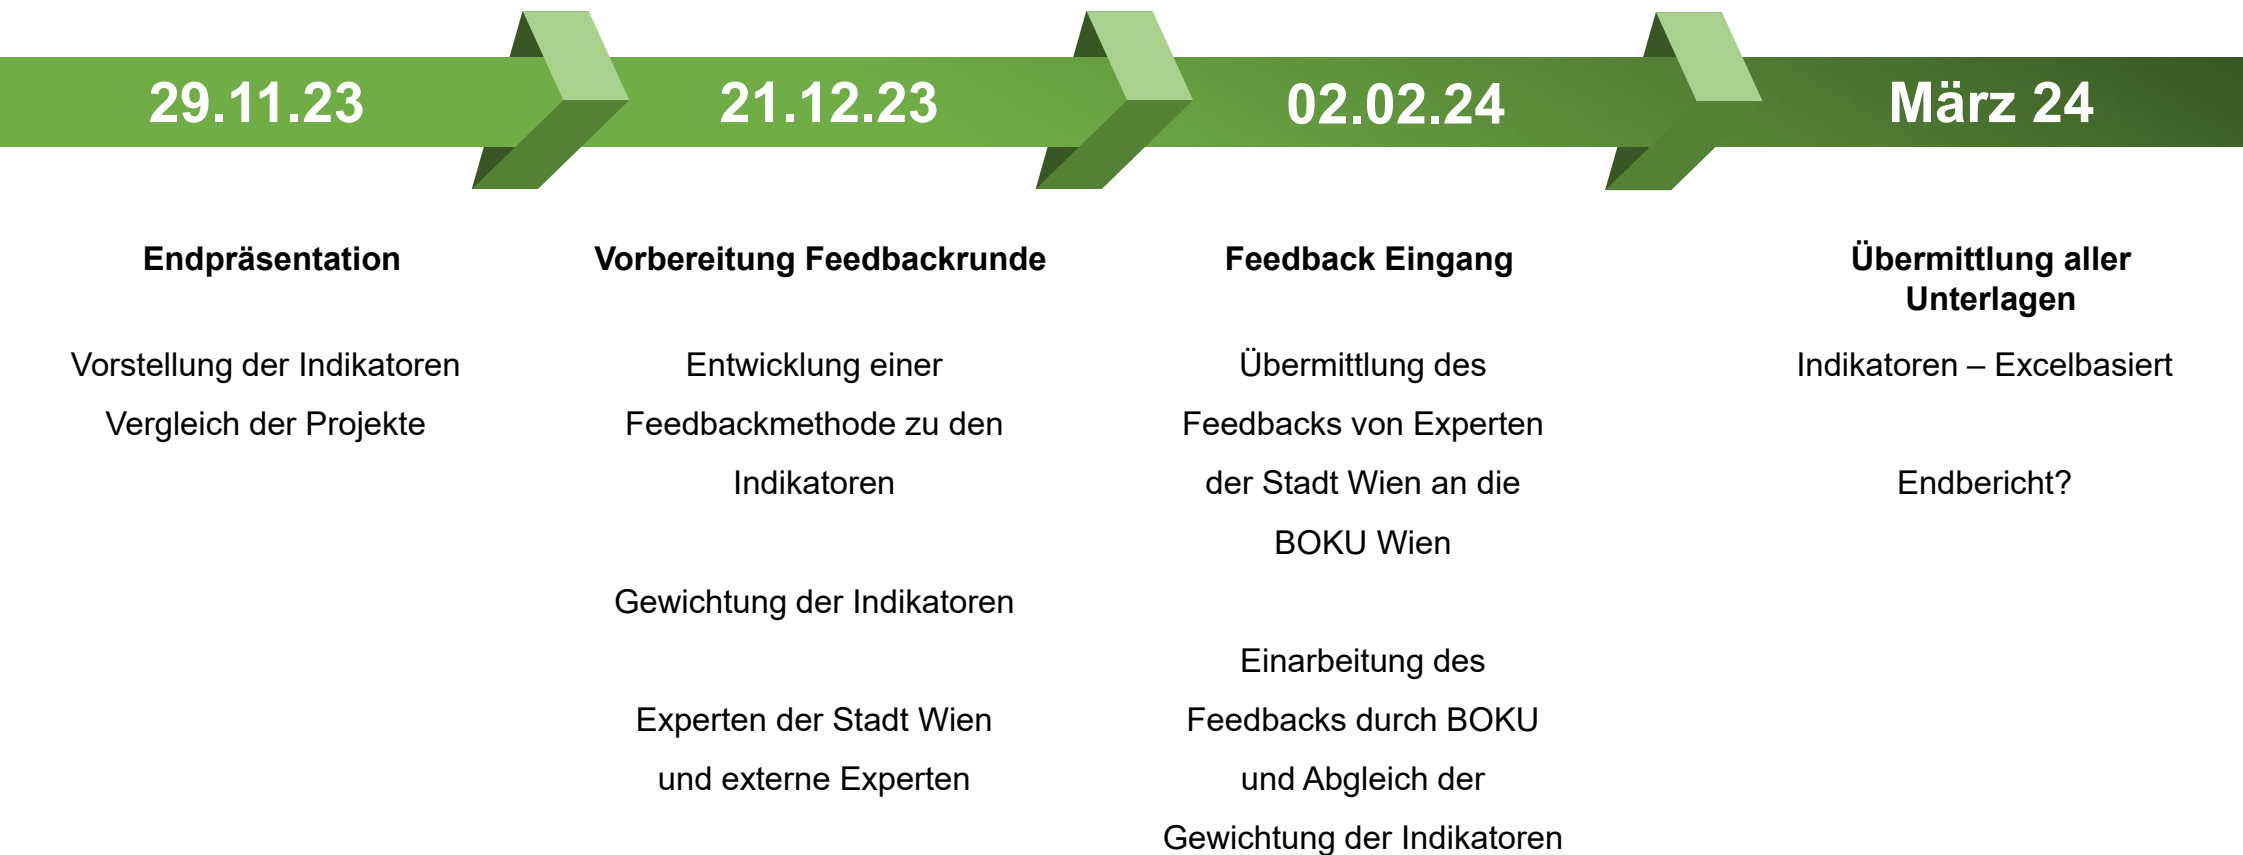 29.11.23
21.12.23
02.02.24
März 24
Endpräsentation
Vorstellung der Indikatoren
Vergleich der Projekte
Vorbereitung Feedbackrunde
Entwicklung einer
Feedbackmethode zu den
Indikatoren
Gewichtung der Indikatoren
Experten der Stadt Wien
und externe Experten
Feedback Eingang
Übermittlung des
Feedbacks von Experten
der Stadt Wien an die
BOKU Wien
Einarbeitung des
Feedbacks durch BOKU
und Abgleich der
Gewichtung der Indikatoren
Übermittlung aller
Unterlagen
Indikatoren – Excelbasiert
Endbericht?